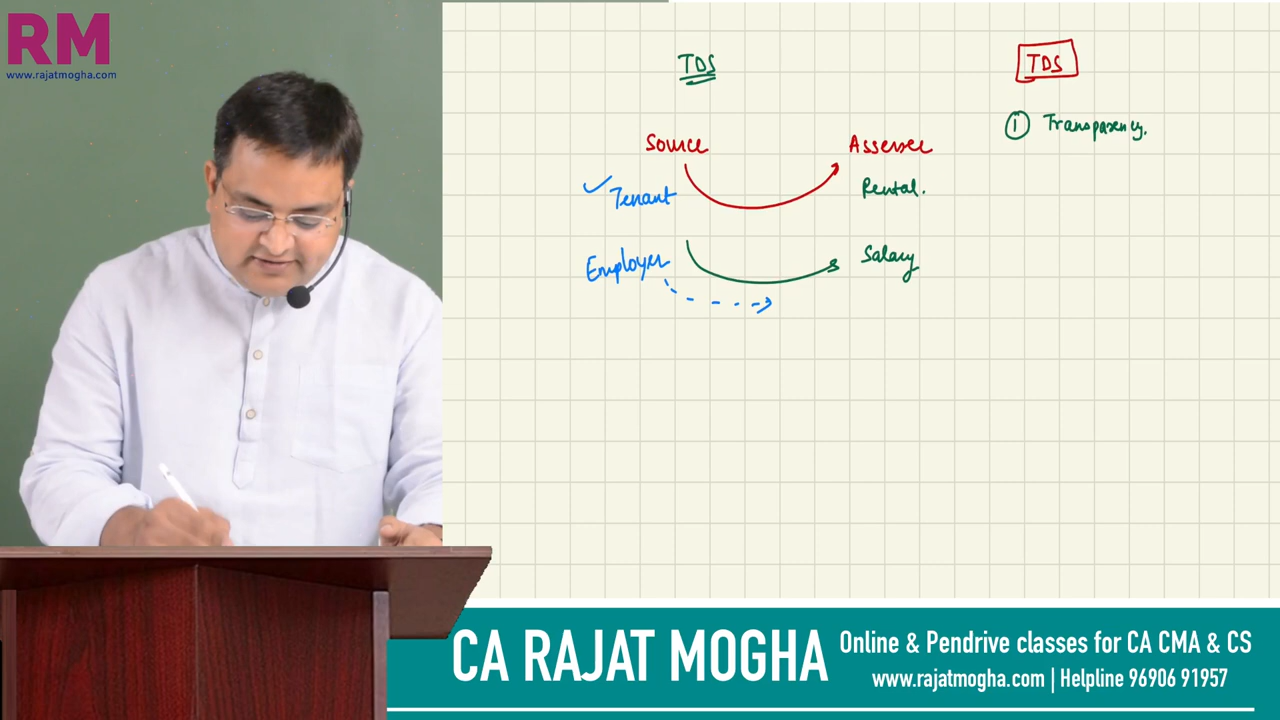 RM
www.rajatmogha.com
TDS
TDS
① Transparency.
Source Assessee
✓ Tenant Rental.
Employer Salary
CA RAJAT MOGHA
Online & Pendrive classes for CA CMA & CS
www.rajatmogha.com | Helpline 96906 91957